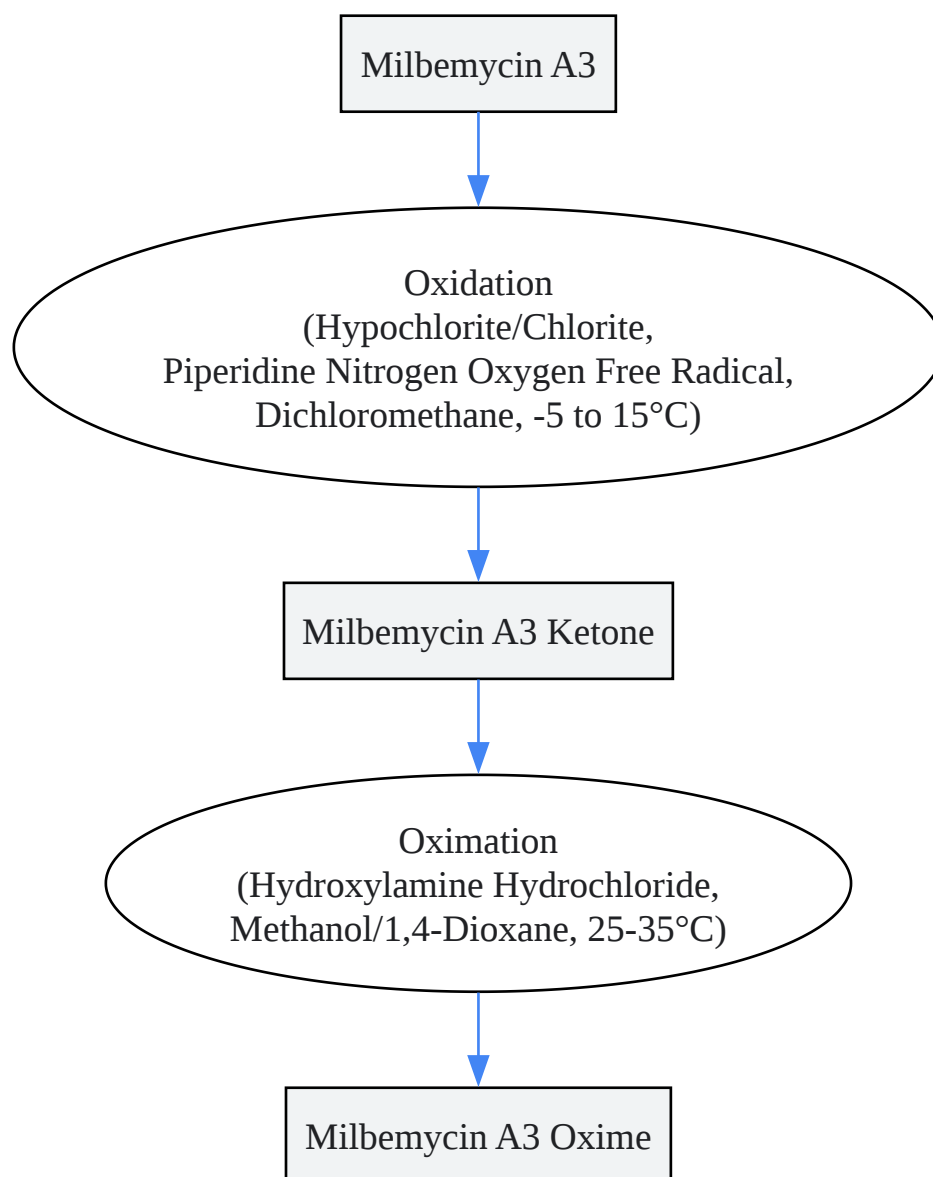 Milbemycin A3
Oxidation
(Hypochlorite/Chlorite,
Piperidine Nitrogen Oxygen Free Radical,
Dichloromethane, -5 to 15°C)
Milbemycin A3 Ketone
Oximation
(Hydroxylamine Hydrochloride,
Methanol/1,4-Dioxane, 25-35°C)
Milbemycin A3 Oxime